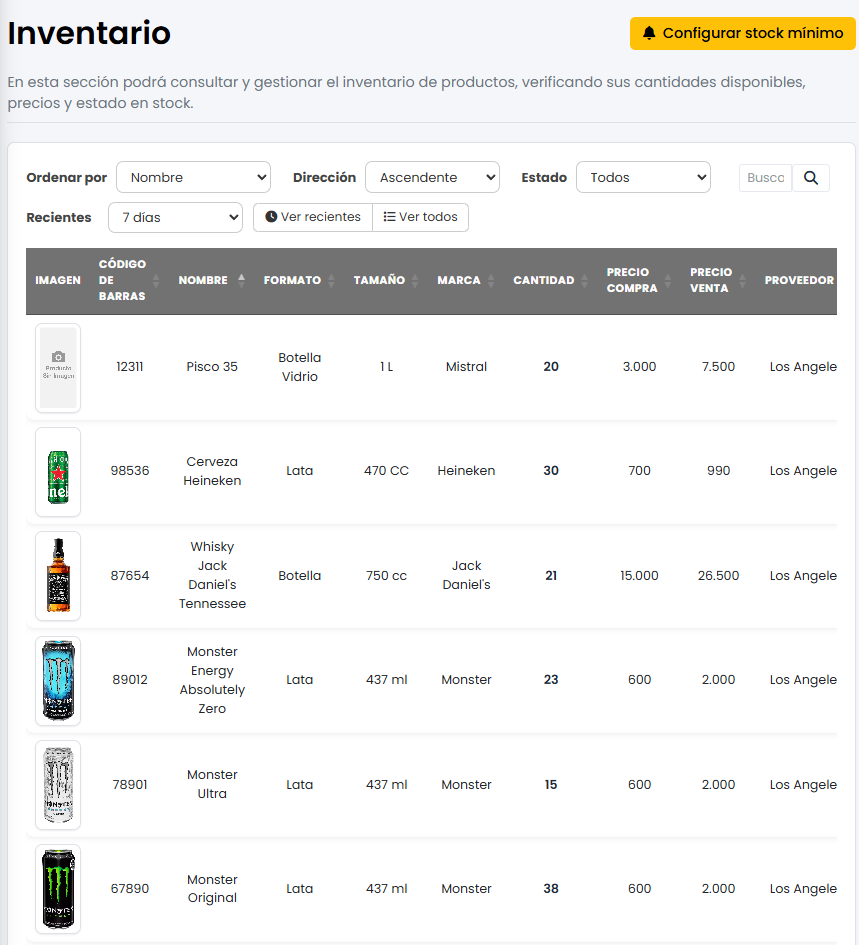 Inventario
Configurar stock mínimo
En esta sección podrá consultar y gestionar el inventario de productos, verificando sus cantidades disponibles,
precios y estado en stock.
Ordenar por Nombre Dirección Ascendente Estado Todos Busca
Recientes 7 días Ver recientes Ver todos
IMAGEN CÓDIGO DE BARRAS NOMBRE FORMATO TAMAÑO MARCA CANTIDAD PRECIO COMPRA PRECIO VENTA PROVEEDOR
Producto
Sin Imagen
12311 Pisco 35 Botella Vidrio 1 L Mistral 20 3.000 7.500 Los Angele
98536 Cerveza Heineken Lata 470 CC Heineken 30 700 990 Los Angele
87654 Whisky Jack Daniel's Tennessee Botella 750 cc Jack Daniel's 21 15.000 26.500 Los Angele
89012 Monster Energy Absolutely Zero Lata 437 ml Monster 23 600 2.000 Los Angele
78901 Monster Ultra Lata 437 ml Monster 15 600 2.000 Los Angele
67890 Monster Original Lata 437 ml Monster 38 600 2.000 Los Angele